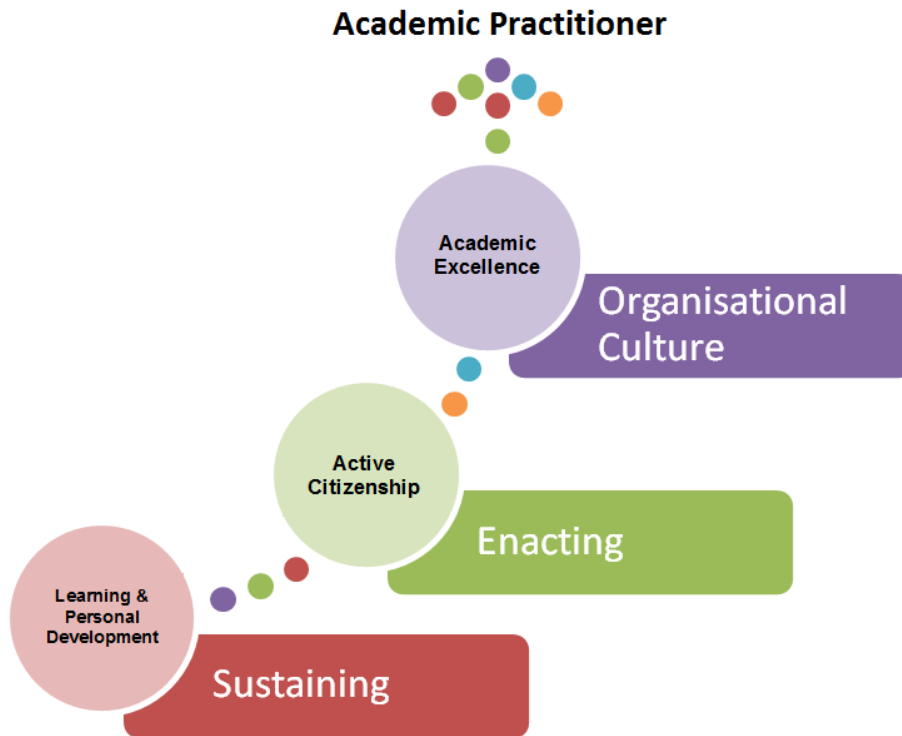 Academic Practitioner
Academic
Excellence
Organisational
Culture
Active
Citizenship
Enacting
Learning &
Personal
Development
Sustaining